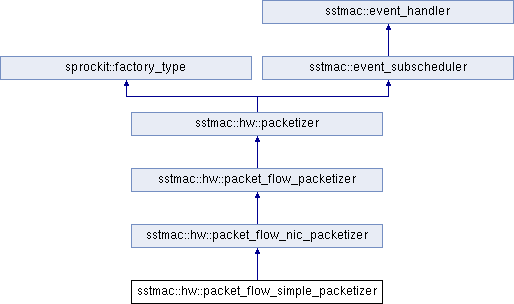 sstmac::event_handler
sprockit::factory_type
sstmac::event_subscheduler
sstmac::hw::packetizer
sstmac::hw::packet_flow_packetizer
sstmac::hw::packet_flow_nic_packetizer
sstmac::hw::packet_flow_simple_packetizer